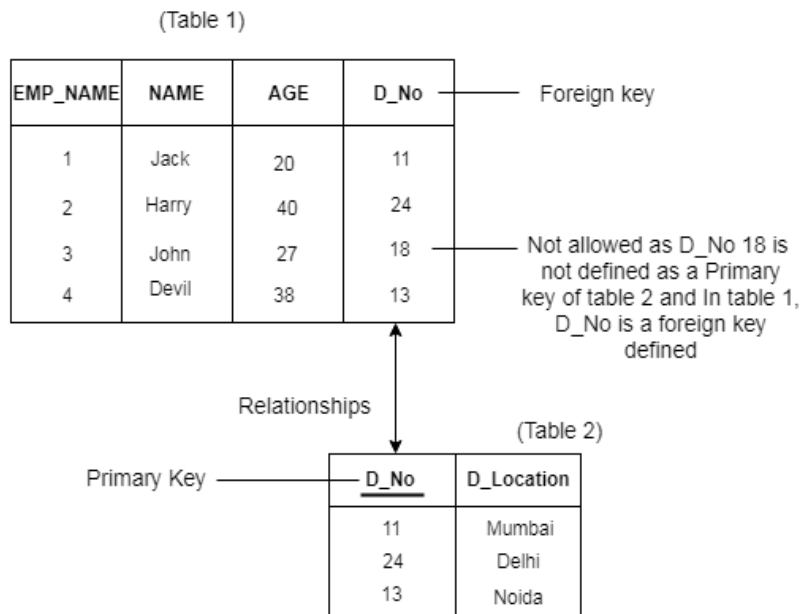 (Table 1)
EMP_NAME NAME AGE D_No
Foreign key
1 Jack 20 11
2 Harry 40 24
3 John 27 18
4 Devil 38 13
Not allowed as D_No 18 is
not defined as a Primary
key of table 2 and In table 1,
D_No is a foreign key
defined
Relationships
(Table 2)
Primary Key
D_No D_Location
11 Mumbai
24 Delhi
13 Noida